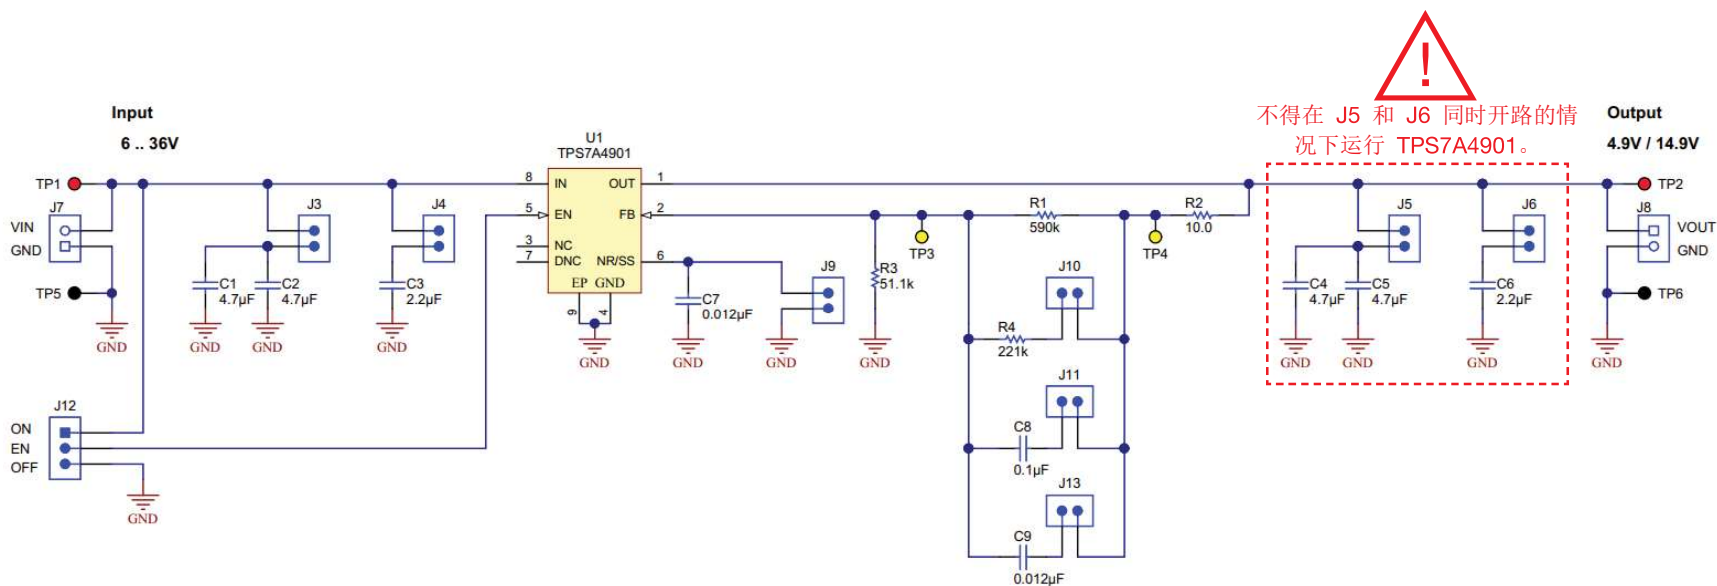 不得在 J5 和 J6 同时开路的情
况下运行 TPS7A4901。
Input
6 .. 36V
Output
4.9V / 14.9V
U1
TPS7A4901
TP1
J7
VIN
GND
TP5
GND
J3
C1
4.7µF
C2
4.7µF
GND
GND
J4
C3
2.2µF
GND
8
IN
OUT
1
5
EN
FB
2
3
NC
7
DNC
NR/SS
6
EP
GND
9
4
GND
C7
0.012µF
GND
J9
GND
R3
51.1k
GND
TP3
R1
590k
TP4
R2
10.0
J10
R4
221k
J11
C8
0.1µF
J13
C9
0.012µF
J5
C4
4.7µF
C5
4.7µF
GND
GND
J6
C6
2.2µF
GND
TP2
J8
VOUT
GND
TP6
GND
J12
ON
EN
OFF
GND